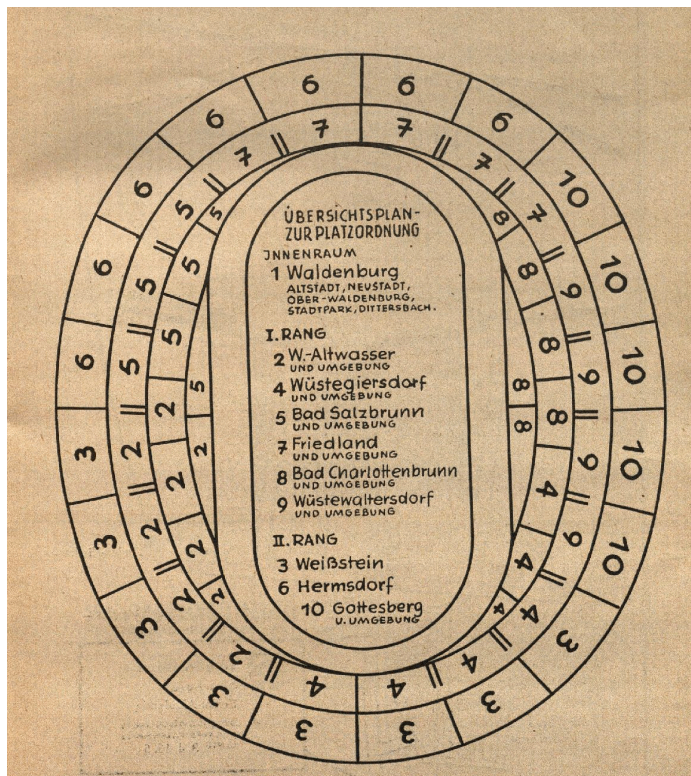 6 6 10 10 10 10 10 3 3 3 3 3 3 3 3 6 6 6 6 6
7 7 7 9 9 9 9 4 4 4 4 2 2 2 2 5 5 5 7 7
8 8 8 8 4 4 4 2 2 2 2 5 5 5
8 8 2 5
ÜBERSICHTSPLAN-
ZUR PLATZORDNUNG
JNNENRAUM
1 Waldenburg
ALTSTADT, NEUSTADT,
OBER-WALDENBURG,
STADTPARK, DITTERSBACH.
I. RANG
2 W.-Altwasser
UND UMGEBUNG
4 Wüstegiersdorf
UND UMGEBUNG
5 Bad Salzbrunn
UND UMGEBUNG
7 Friedland
UND UMGEBUNG
8 Bad Charlottenbrunn
UND UMGEBUNG
9 Wüstewaltersdorf
UND UMGEBUNG
II. RANG
3 Weißstein
6 Hermsdorf
10 Gottesberg
U. UMGEBUNG